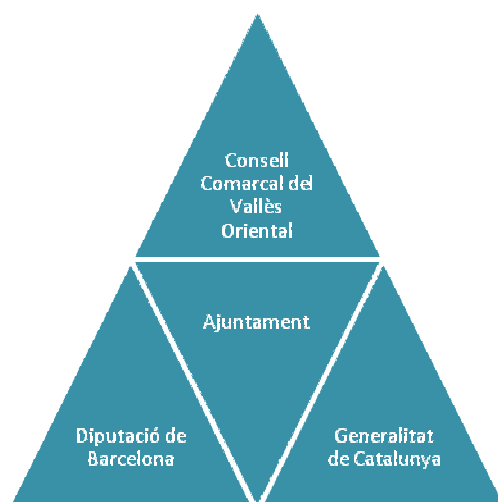 Consell
Comarcal del
Vallès
Oriental
Ajuntament
Diputació de
Barcelona
Generalitat
de Catalunya